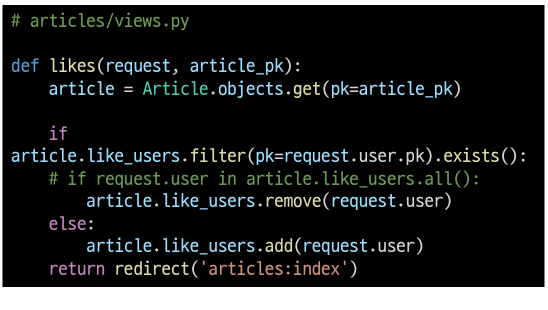 # articles/views.py
def likes(request, article_pk):
article = Article.objects.get(pk=article_pk)
if
article.like_users.filter(pk=request.user.pk).exists():
# if request.user in article.like_users.all():
article.like_users.remove(request.user)
else:
article.like_users.add(request.user)
return redirect('articles:index')